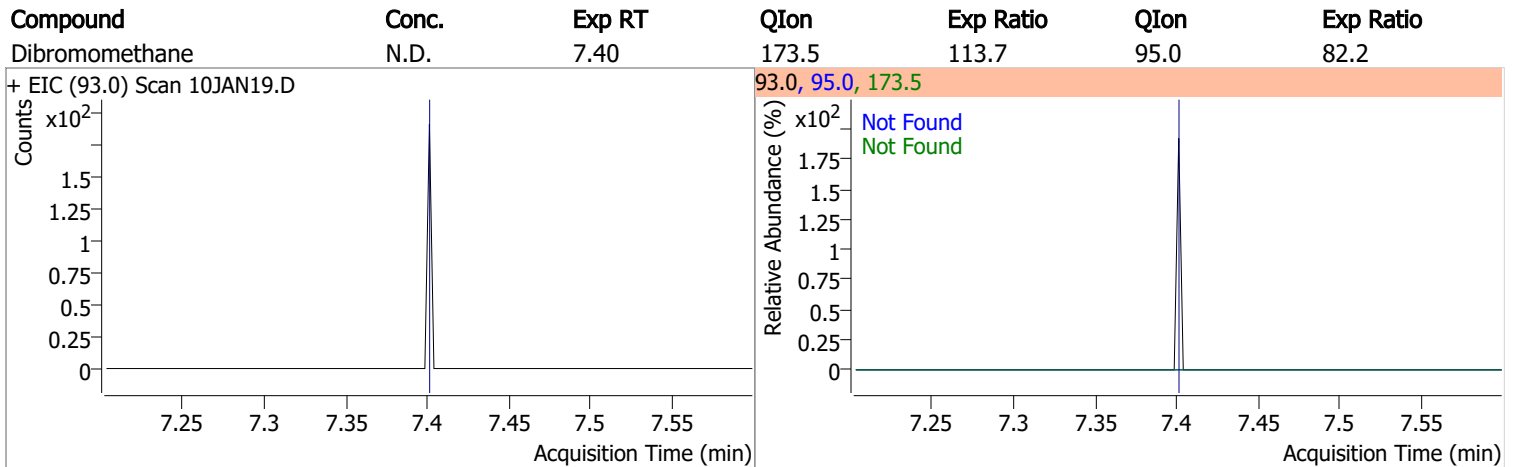 Compound Conc. Exp RT QIon Exp Ratio QIon Exp Ratio
Dibromomethane N.D. 7.40 173.5 113.7 95.0 82.2
+ EIC (93.0) Scan 10JAN19.D
Counts
x10²
1.5
1.25
1
0.75
0.5
0.25
0
7.25 7.3 7.35 7.4 7.45 7.5 7.55
Acquisition Time (min)
93.0, 95.0, 173.5
Relative Abundance (%)
x10²
Not Found
Not Found
1.75
1.5
1.25
1
0.75
0.5
0.25
0
7.25 7.3 7.35 7.4 7.45 7.5 7.55
Acquisition Time (min)